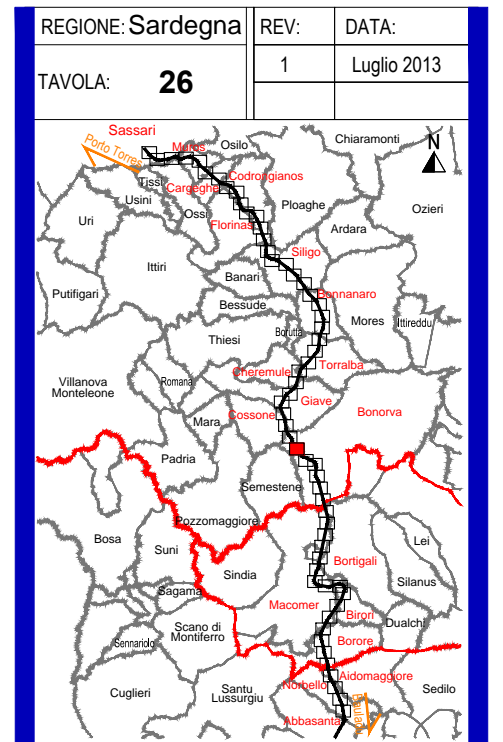 REGIONE: Sardegna
REV:
DATA:
TAVOLA: 26
1
Luglio 2013
Sassari
Porto Torres
Muros
Osilo
Chiaramonti
N
Tissi
Cargeghe
Codrongianos
Usini
Ossi
Ploaghe
Ozieri
Uri
Florinas
Ardara
Siligo
Ittiri
Banari
Putifigari
Bessude
Bonnanaro
Mores
Ittireddu
Thiesi
Borutta
Torralba
Cheremule
Romana
Villanova
Monteleone
Giave
Cossone
Bonorva
Mara
Padria
Semestene
Pozzomaggiore
Bosa
Suni
Lei
Bortigali
Sindia
Silanus
Sagama
Macomer
Birori
Dualchi
Scano di
Montiferro
Sennariolo
Borore
Aidomaggiore
Norbello
Sedilo
Cuglieri
Santu
Lussurgiu
Abbasanta